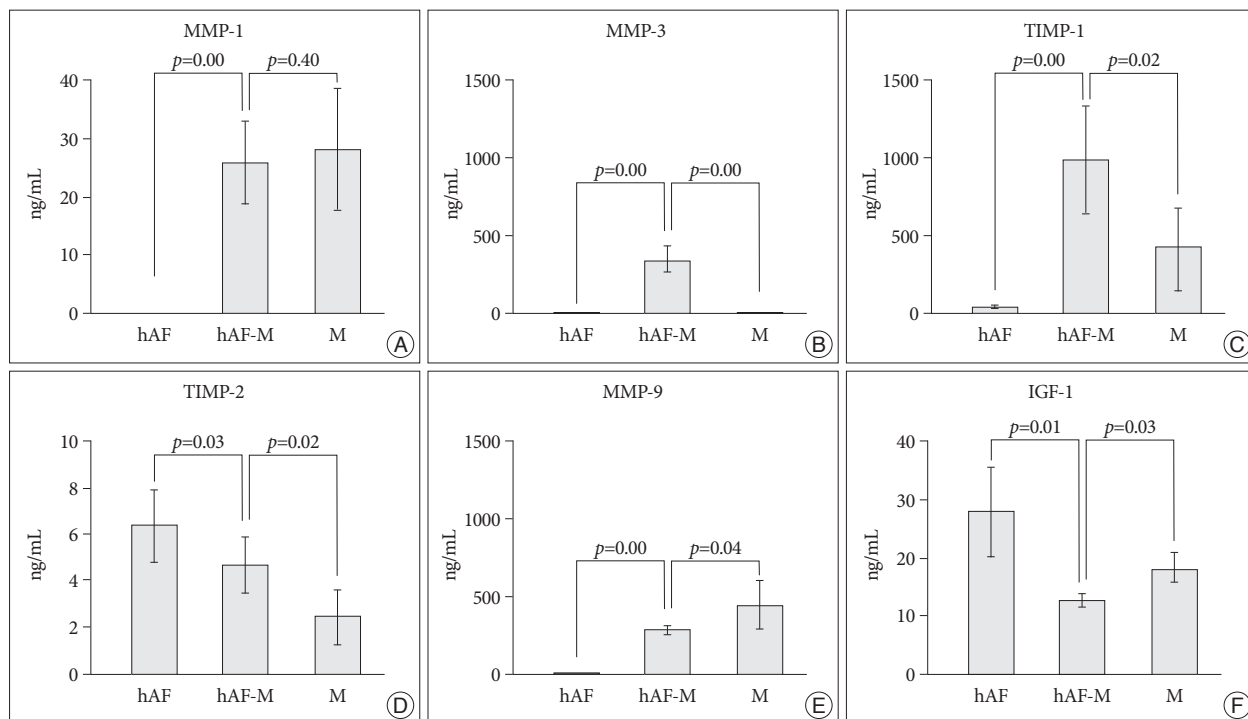 MMP-1
p=0.00 p=0.40
40
30
20
10
0
ng/mL
hAF hAF-M M
A
MMP-3
1500
1000
500
0
ng/mL
p=0.00 p=0.00
hAF hAF-M M
B
TIMP-1
p=0.00 p=0.02
1500
1000
500
0
ng/mL
hAF hAF-M M
C
TIMP-2
10
8
6
4
2
0
ng/mL
p=0.03 p=0.02
hAF hAF-M M
D
MMP-9
1500
1000
500
0
ng/mL
p=0.00 p=0.04
hAF hAF-M M
E
IGF-1
p=0.01 p=0.03
40
30
20
10
0
ng/mL
hAF hAF-M M
F